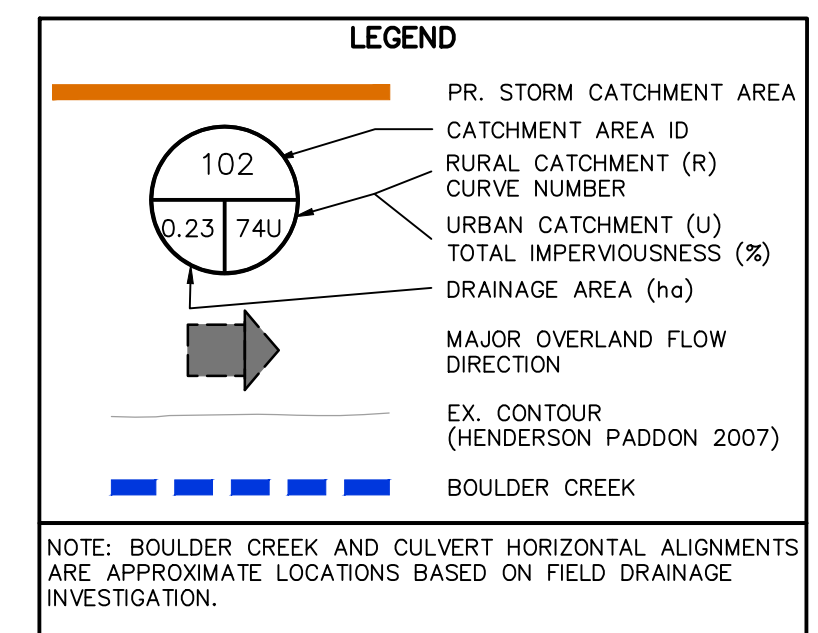 LEGEND
PR. STORM CATCHMENT AREA
CATCHMENT AREA ID
102
RURAL CATCHMENT (R)
CURVE NUMBER
0.23 74U
URBAN CATCHMENT (U)
TOTAL IMPERVIOUSNESS (%)
DRAINAGE AREA (ha)
MAJOR OVERLAND FLOW
DIRECTION
EX. CONTOUR
(HENDERSON PADDON 2007)
BOULDER CREEK
NOTE: BOULDER CREEK AND CULVERT HORIZONTAL ALIGNMENTS
ARE APPROXIMATE LOCATIONS BASED ON FIELD DRAINAGE
INVESTIGATION.